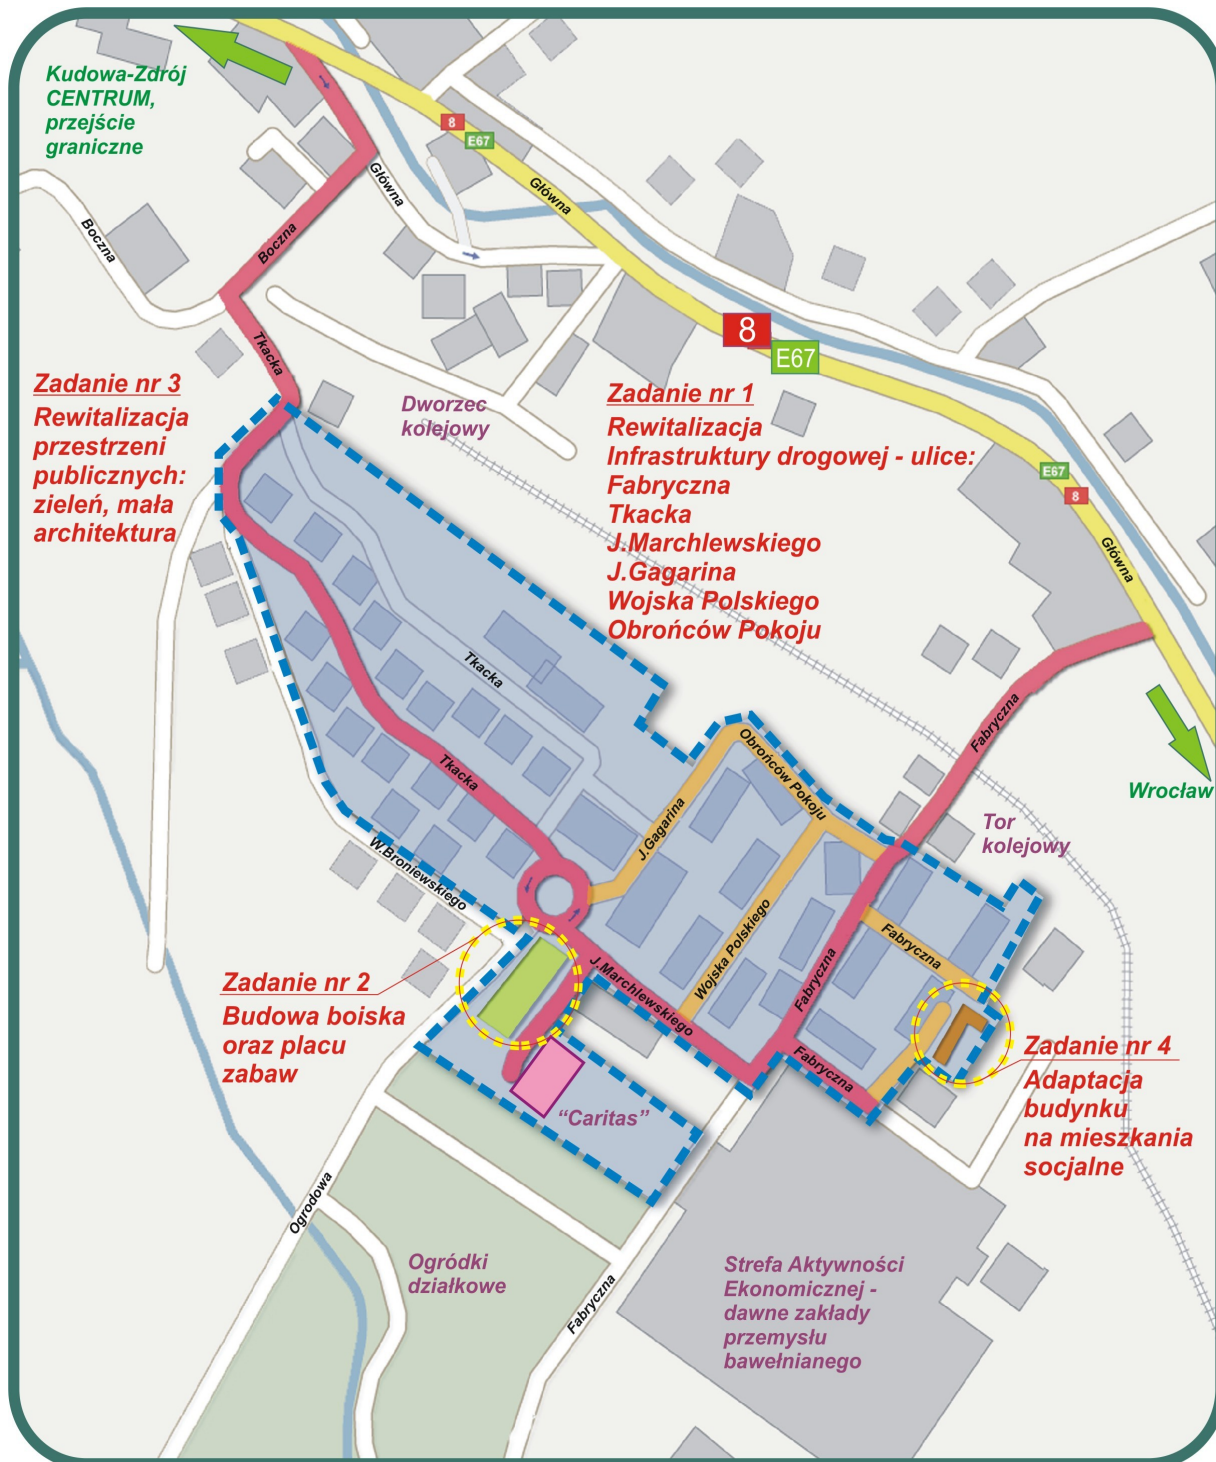 Kudowa-Zdrój
CENTRUM,
przejście
graniczne
8
E67
Główna
Główna
Boczna
Boczna
Tkacka
8
E67
Zadanie nr 3
Rewitalizacja
przestrzeni
publicznych:
zieleń, mała
architektura
Dworzec
kolejowy
Zadanie nr 1
Rewitalizacja
Infrastruktury drogowej - ulice:
Fabryczna
Tkacka
J.Marchlewskiego
J.Gagarina
Wojska Polskiego
Obrońców Pokoju
E67
8
Główna
Tkacka
Fabryczna
Wrocław
Tkacka
Obrońców Pokoju
J.Gagarina
Tor
kolejowy
W.Broniewskiego
Wojska Polskiego
Fabryczna
Fabryczna
J.Marchlewskiego
Fabryczna
Zadanie nr 2
Budowa boiska
oraz placu
zabaw
Zadanie nr 4
Adaptacja
budynku
na mieszkania
socjalne
“Caritas”
Ogrodowa
Ogródki
działkowe
Fabryczna
Strefa Aktywności
Ekonomicznej -
dawne zakłady
przemysłu
bawełnianego